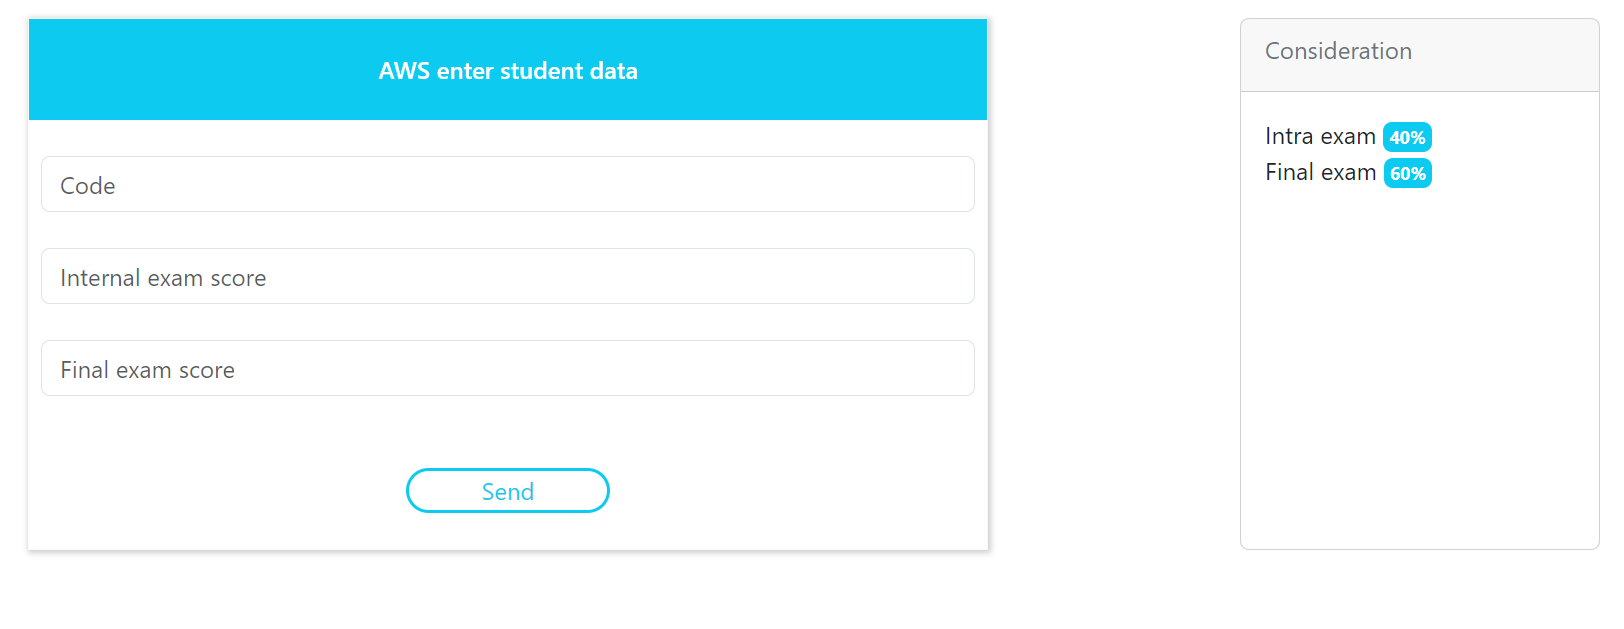 AWS enter student data
Code
Internal exam score
Final exam score
Send
Consideration
Intra exam 40%
Final exam 60%